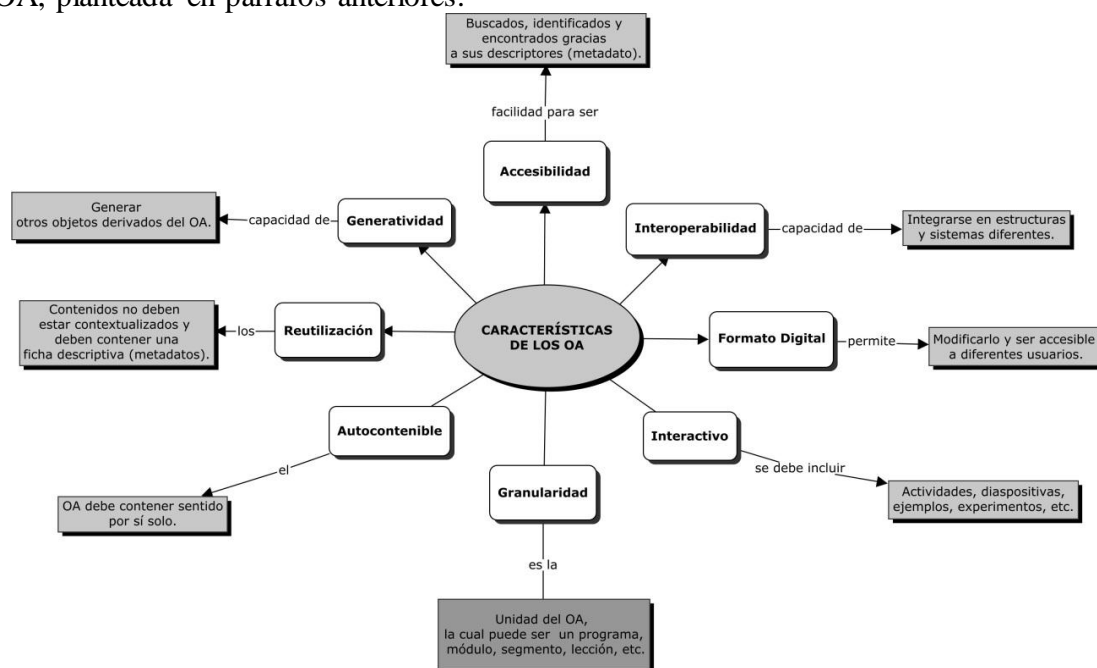 OA, planteada en párrafos anteriores.
Buscados, identificados y
encontrados gracias
a sus descriptores (metadato).
facilidad para ser
Accesibilidad
Generar
otros objetos derivados del OA.
capacidad de
Generatividad
Interoperabilidad
capacidad de
Integrarse en estructuras
y sistemas diferentes.
Contenidos no deben
estar contextualizados y
deben contener una
ficha descriptiva (metadatos).
los
Reutilización
CARACTERÍSTICAS
DE LOS OA
Formato Digital
permite
Modificarlo y ser accesible
a diferentes usuarios.
Autocontenible
el
OA debe contener sentido
por sí solo.
Interactivo
se debe incluir
Actividades, diaspositivas,
ejemplos, experimentos, etc.
Granularidad
es la
Unidad del OA,
la cual puede ser un programa,
módulo, segmento, lección, etc.